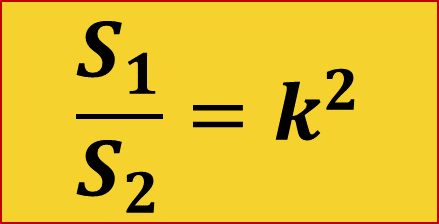 S₁/S₂ = k²